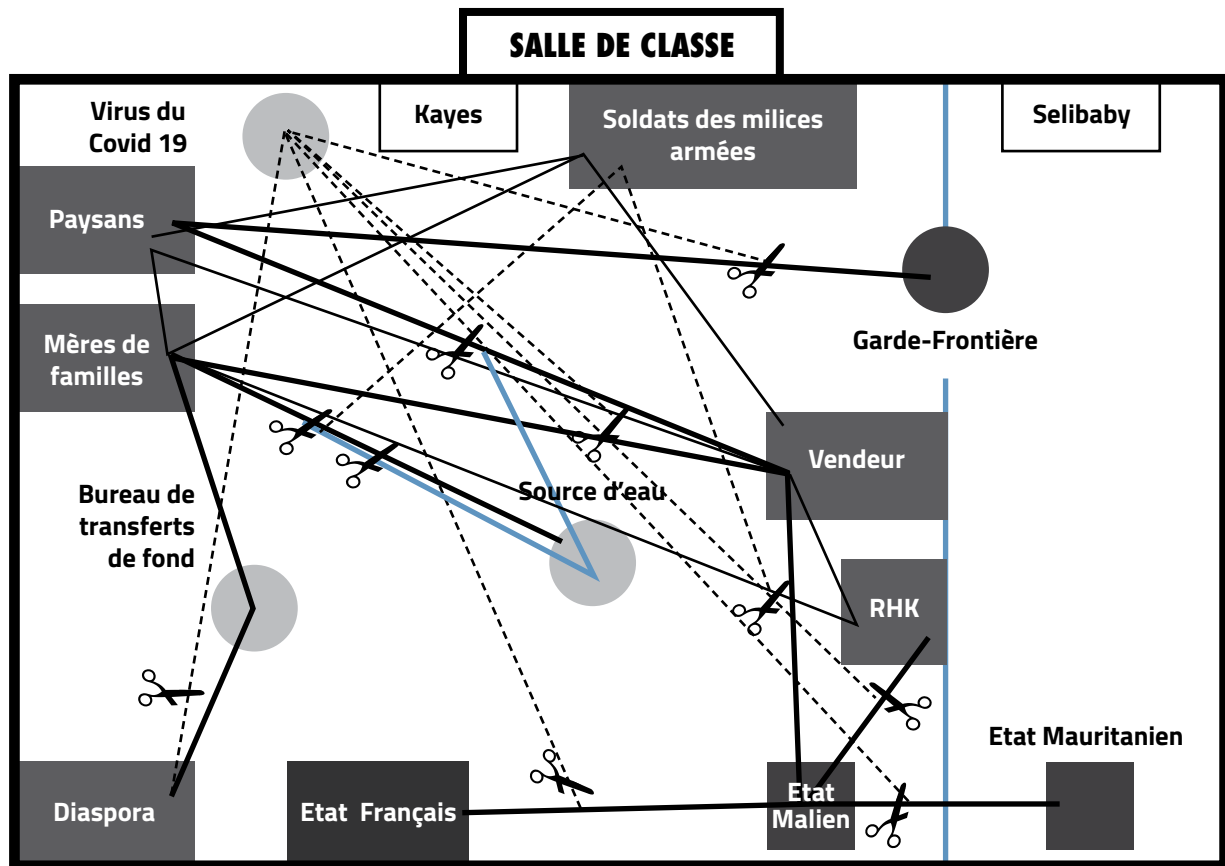 SALLE DE CLASSE
Virus du
Covid 19
Kayes
Soldats des milices
armées
Selibaby
Paysans
Garde-Frontière
Mères de
familles
Vendeur
Source d'eau
Bureau de
transferts
de fond
RHK
Etat Mauritanien
Diaspora
Etat Français
Etat
Malien